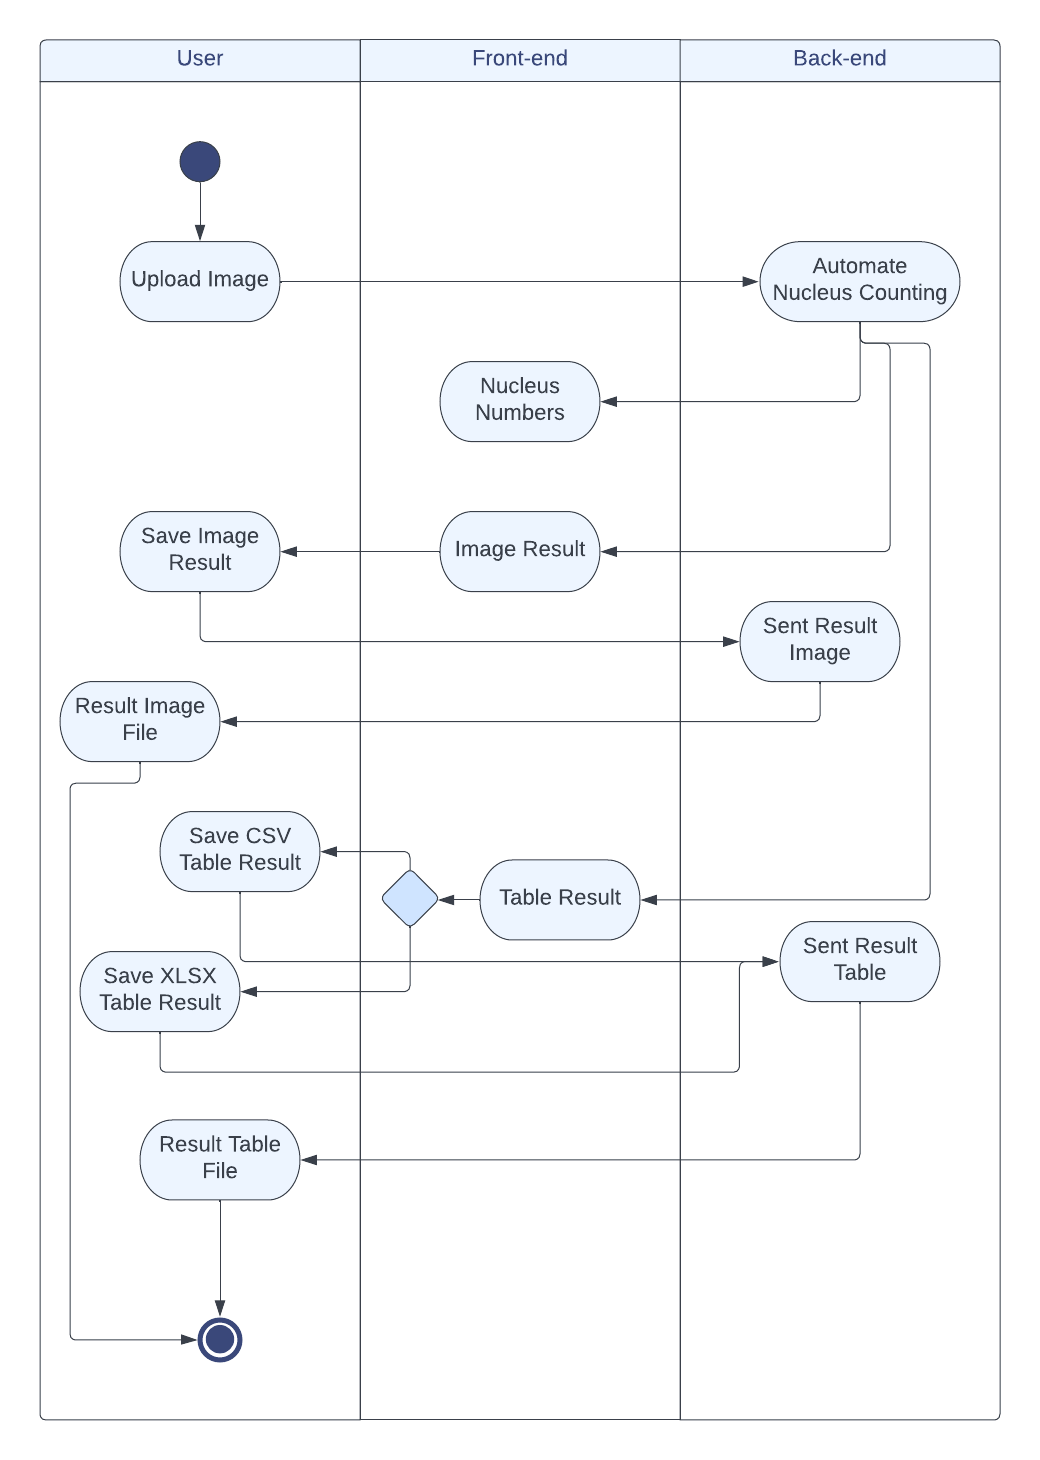 User
Front-end
Back-end
Upload Image
Automate
Nucleus Counting
Nucleus
Numbers
Save Image
Result
Image Result
Sent Result
Image
Result Image
File
Save CSV
Table Result
Table Result
Sent Result
Table
Save XLSX
Table Result
Result Table
File